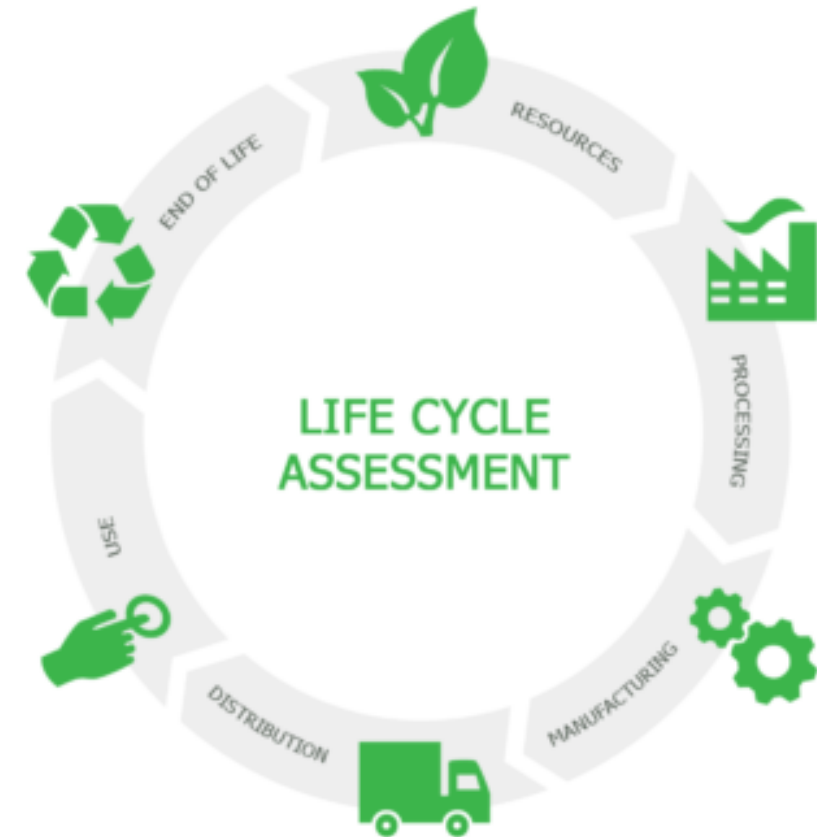 LIFE CYCLE
ASSESSMENT
RESOURCES
PROCESSING
MANUFACTURING
DISTRIBUTION
USE
END OF LIFE